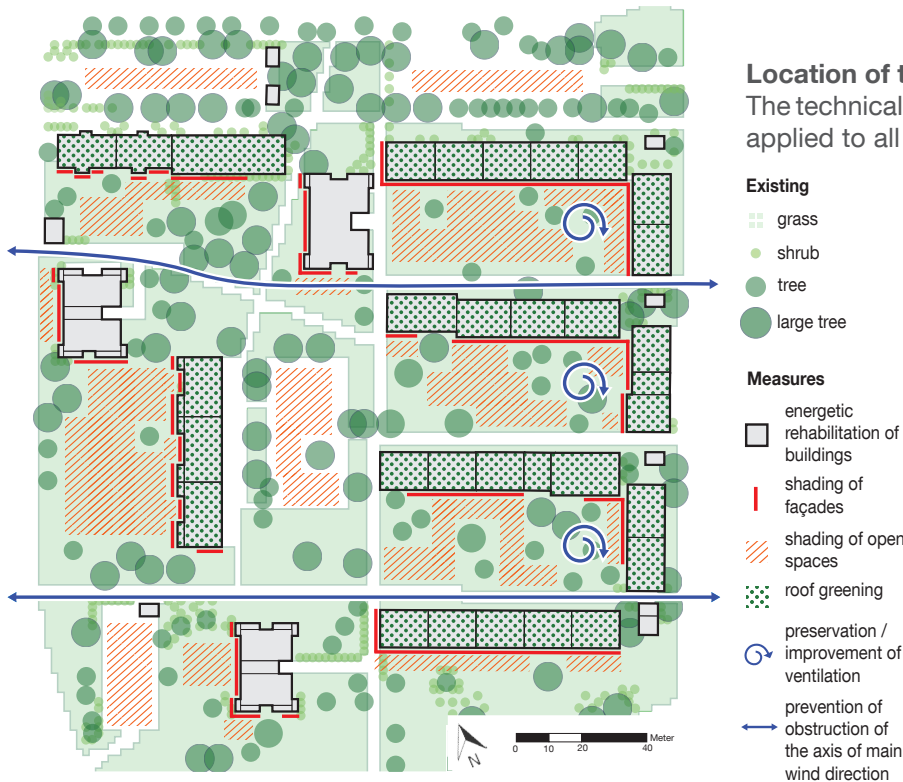 Location of t
The technical
applied to all
Existing
grass
shrub
tree
large tree
Measures
energetic
rehabilitation of
buildings
shading of
façades
shading of open
spaces
roof greening
preservation /
improvement of
ventilation
prevention of
obstruction of
the axis of main
wind direction
N
Meter
0 10 20 40